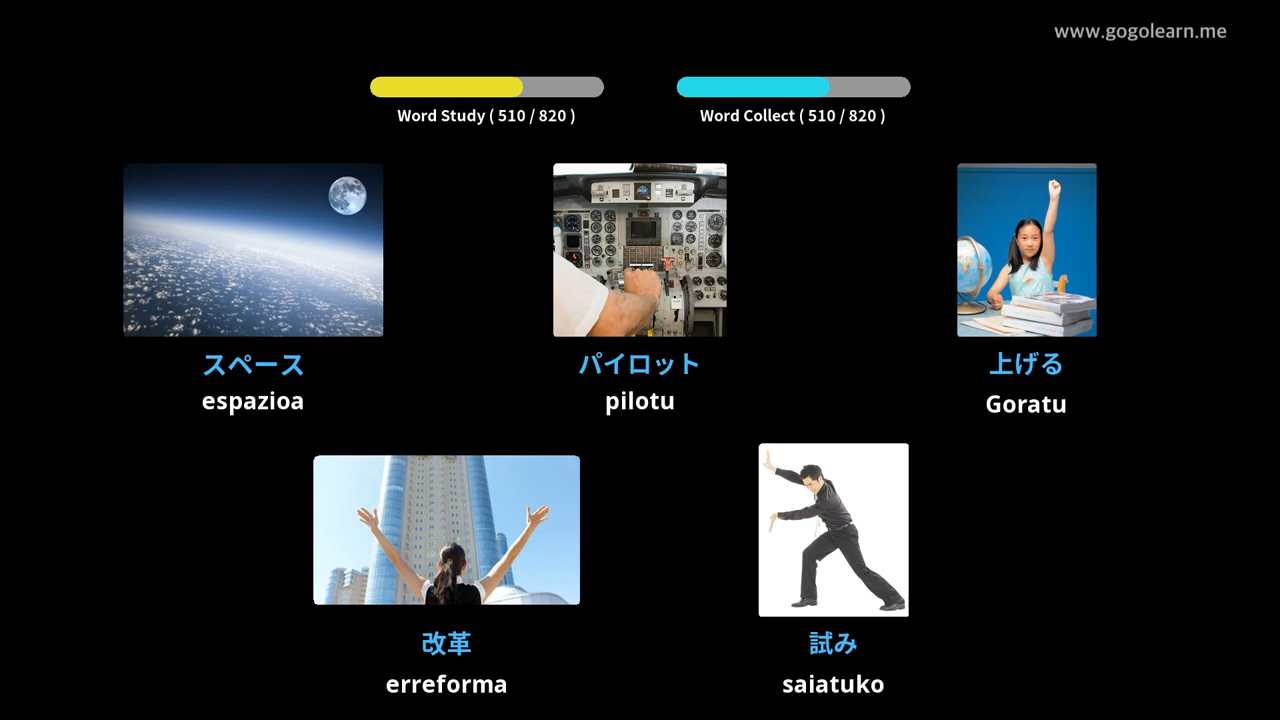 www.gogolearn.me
Word Study ( 510 / 820 )
Word Collect ( 510 / 820 )
スペース
espazioa
パイロット
pilotu
上げる
Goratu
改革
erreforma
試み
saiatuko